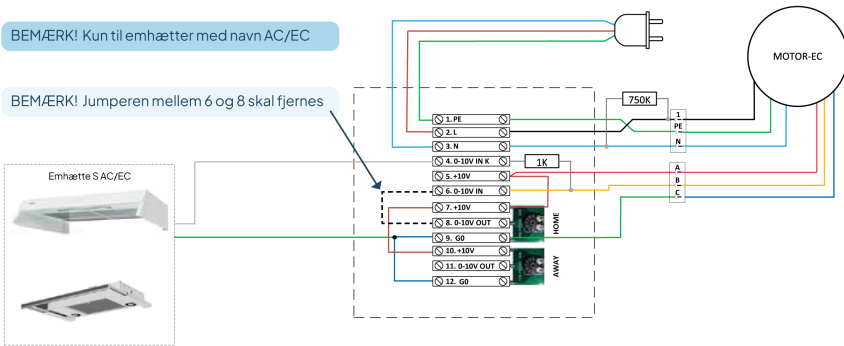 BEMÆRK! Kun til emhætter med navn AC/EC
BEMÆRK! Jumperen mellem 6 og 8 skal fjernes
MOTOR-EC
750K
1
PE
N
1. PE
2. L
3. N
4. 0-10V IN K
1K
5. +10V
6. 0-10V IN
7. +10V
8. 0-10V OUT
9. G0
10. +10V
11. 0-10V OUT
12. G0
A
B
C
HOME
AWAY
Emhætte S AC/EC